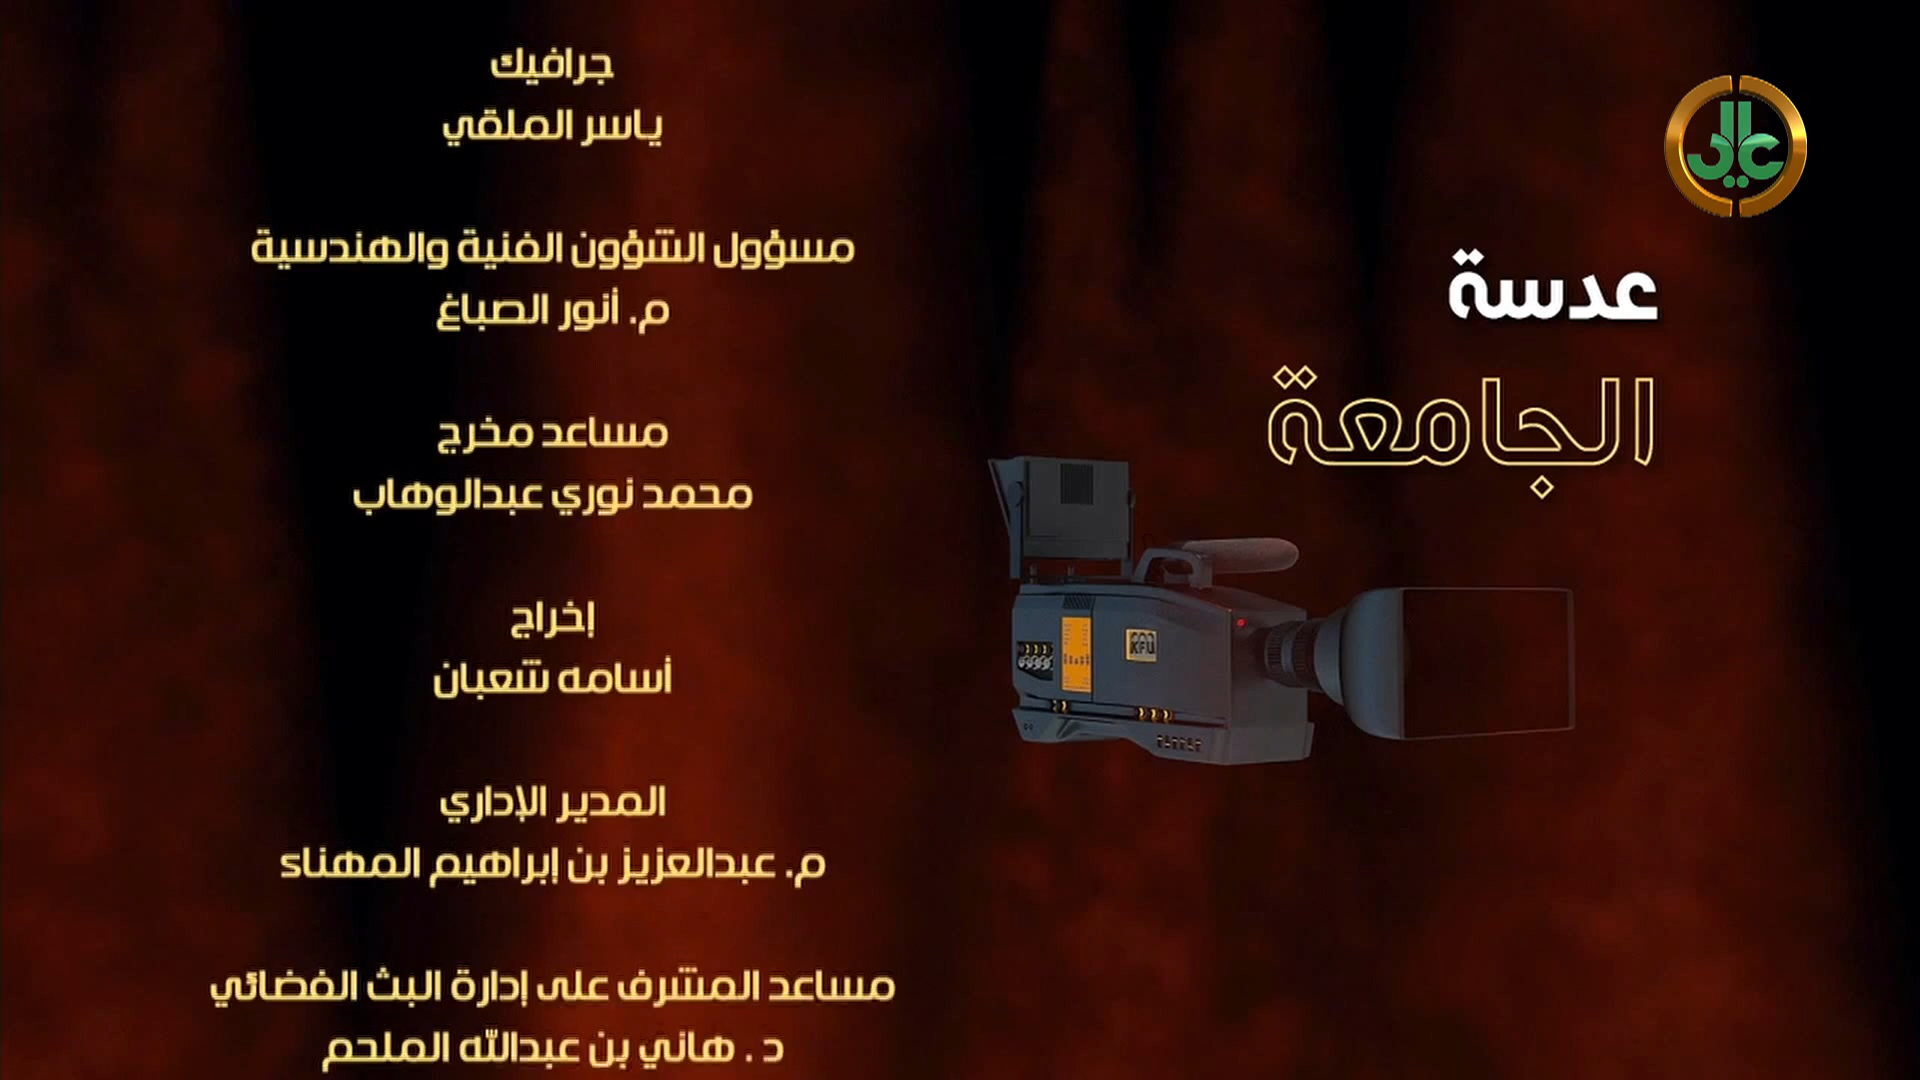 جرافيك
ياسر الملقي
مسؤول الشؤون الفنية والهندسية
م. أنور الصباغ
مساعد مخرج
محمد نوري عبدالوهاب
إخراج
أسامه شعبان
المدير الإداري
م. عبدالعزيز بن إبراهيم المهناء
مساعد المشرف على إدارة البث الفضائي
د . هاني بن عبدالله الملحم
عدسة
الجامعة
KFU